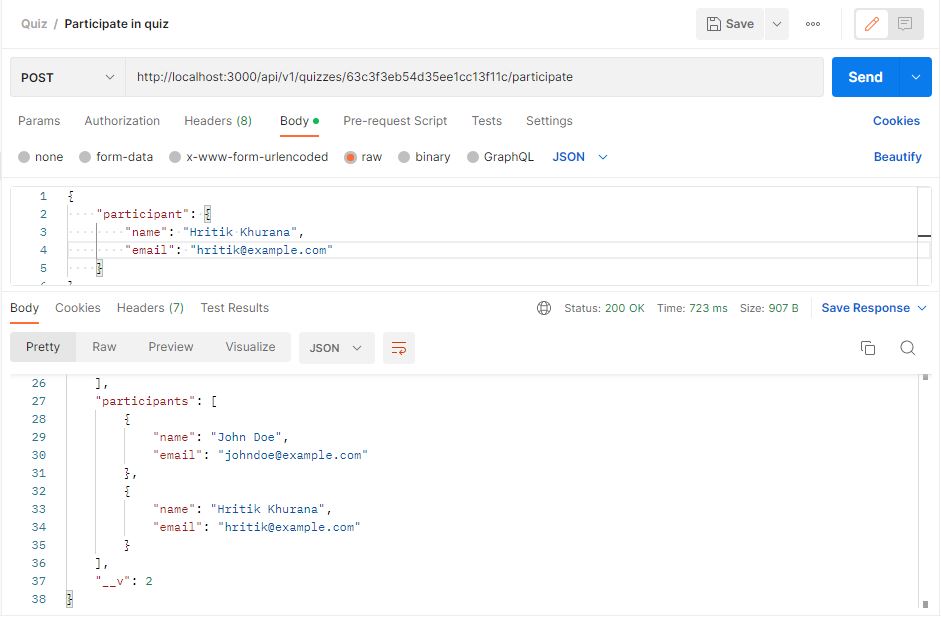 Quiz / Participate in quiz
Save
POST
http://localhost:3000/api/v1/quizzes/63c3f3eb54d35ee1cc13f11c/participate
Send
Params Authorization Headers (8) Body Pre-request Script Tests Settings Cookies
none form-data x-www-form-urlencoded raw binary GraphQL JSON Beautify
1 {
2 "participant": {
3 "name": "Hritik Khurana",
4 "email": "hritik@example.com"
5 }
Body Cookies Headers (7) Test Results Status: 200 OK Time: 723 ms Size: 907 B Save Response
Pretty Raw Preview Visualize JSON
26 ],
27 "participants": [
28 {
29 "name": "John Doe",
30 "email": "johndoe@example.com"
31 },
32 {
33 "name": "Hritik Khurana",
34 "email": "hritik@example.com"
35 }
36 ],
37 "__v": 2
38 }